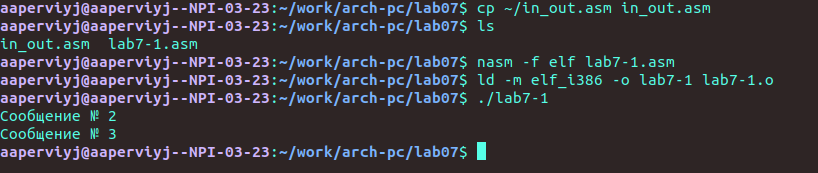 aaperviyj@aaperviyj--NPI-03-23:~/work/arch-pc/lab07$ cp ~/in_out.asm in_out.asm
aaperviyj@aaperviyj--NPI-03-23:~/work/arch-pc/lab07$ ls
in_out.asm  lab7-1.asm
aaperviyj@aaperviyj--NPI-03-23:~/work/arch-pc/lab07$ nasm -f elf lab7-1.asm
aaperviyj@aaperviyj--NPI-03-23:~/work/arch-pc/lab07$ ld -m elf_i386 -o lab7-1 lab7-1.o
aaperviyj@aaperviyj--NPI-03-23:~/work/arch-pc/lab07$ ./lab7-1
Сообщение № 2
Сообщение № 3
aaperviyj@aaperviyj--NPI-03-23:~/work/arch-pc/lab07$